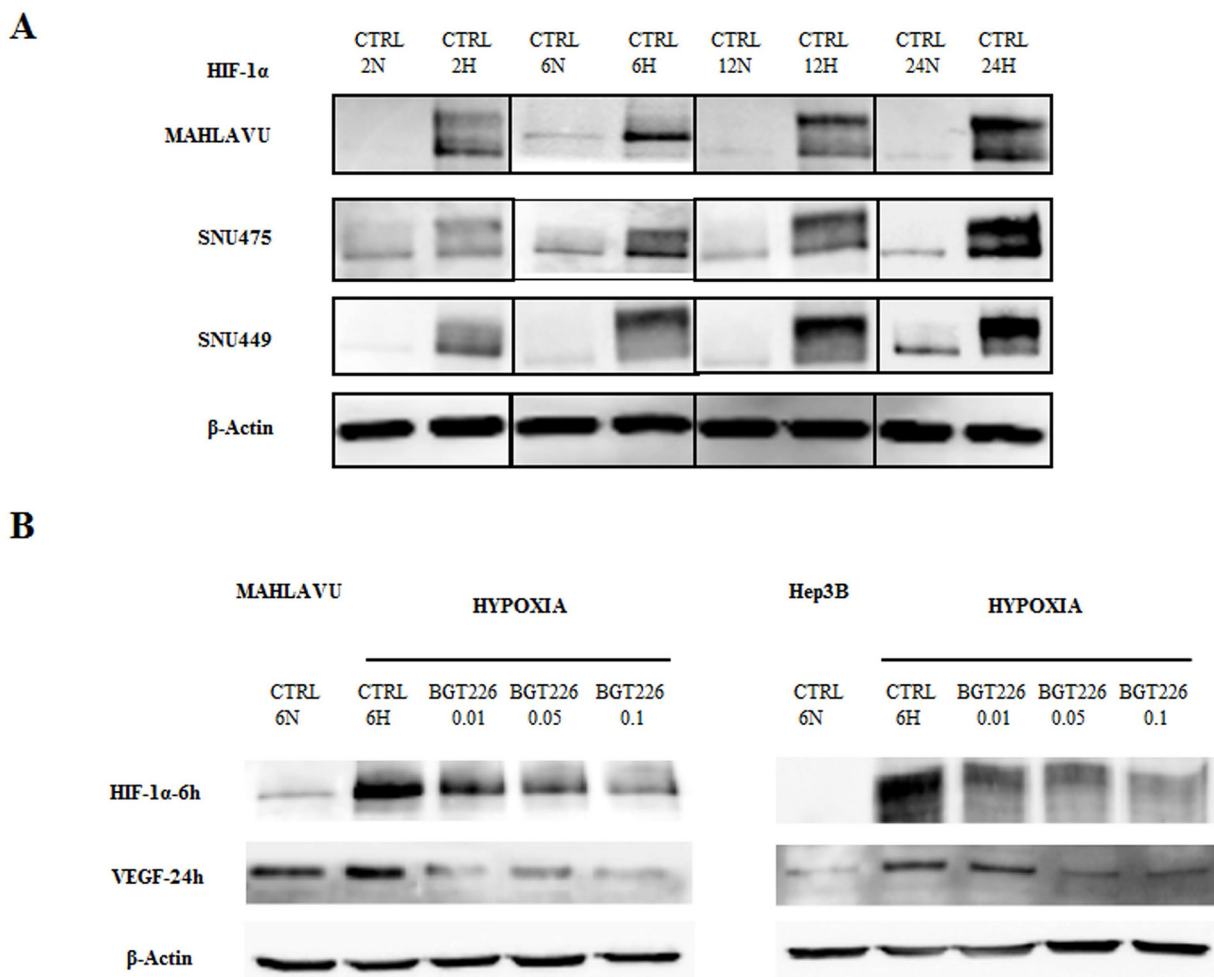 A
CTRL CTRL CTRL CTRL CTRL CTRL CTRL CTRL
HIF-1α 2N 2H 6N 6H 12N 12H 24N 24H
MAHLAVU
SNU475
SNU449
β-Actin
B
MAHLAVU HYPOXIA Hep3B HYPOXIA
CTRL CTRL BGT226 BGT226 BGT226 CTRL CTRL BGT226 BGT226 BGT226
6N 6H 0.01 0.05 0.1 6N 6H 0.01 0.05 0.1
HIF-1α-6h
VEGF-24h
β-Actin